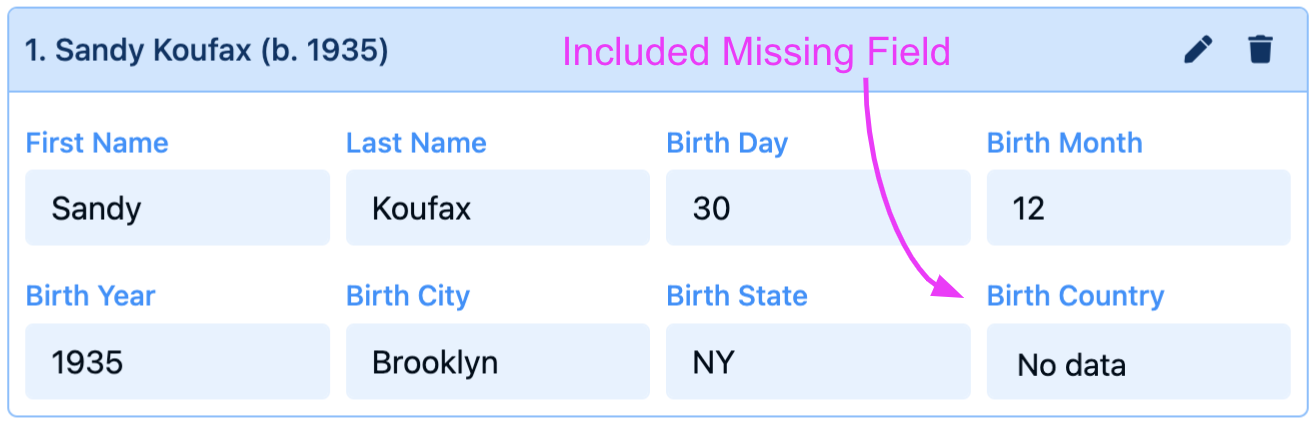 1. Sandy Koufax (b. 1935)
Included Missing Field
First Name
Last Name
Birth Day
Birth Month
Sandy
Koufax
30
12
Birth Year
Birth City
Birth State
Birth Country
1935
Brooklyn
NY
No data